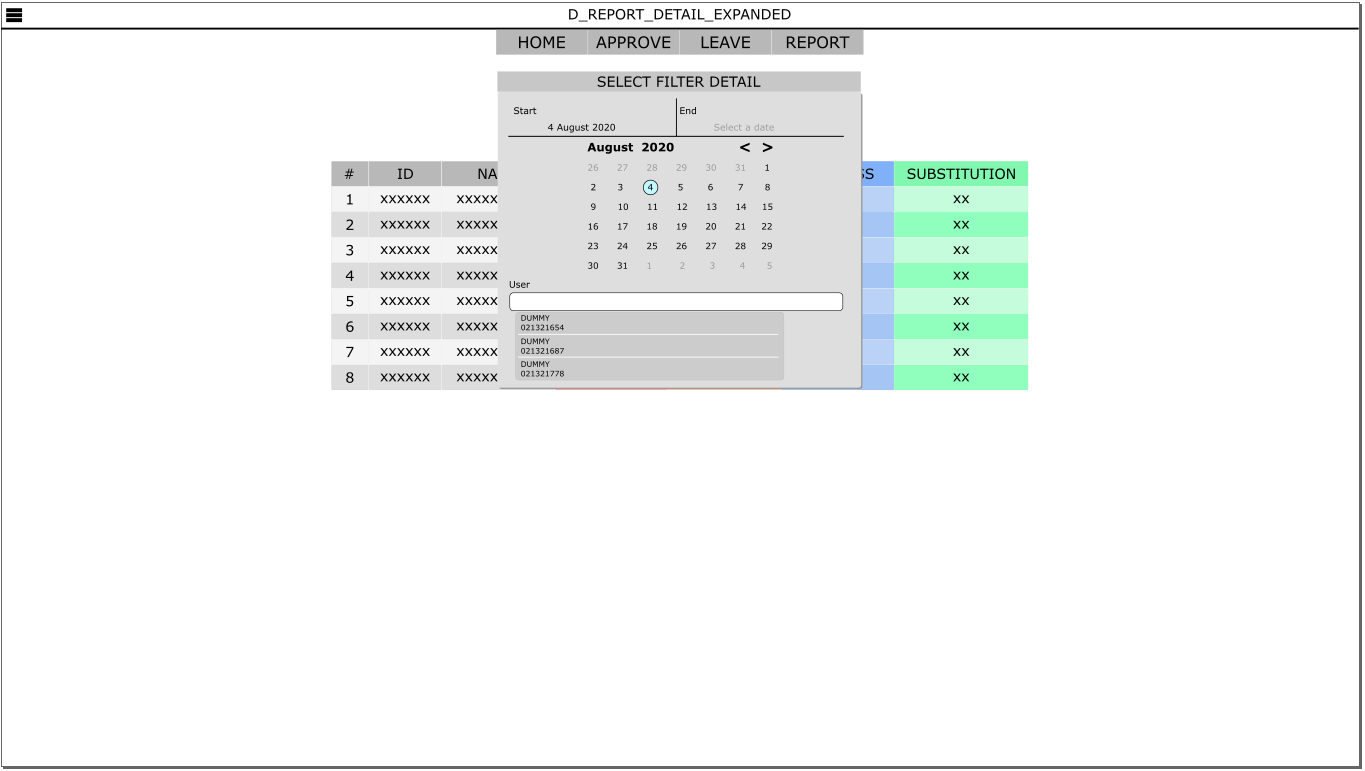 D_REPORT_DETAIL_EXPANDED
HOME APPROVE LEAVE REPORT
SELECT FILTER DETAIL
Start End
4 August 2020 Select a date
August 2020 < >
26 27 28 29 30 31 1
2 3 4 5 6 7 8
9 10 11 12 13 14 15
16 17 18 19 20 21 22
23 24 25 26 27 28 29
30 31 1 2 3 4 5
User
DUMMY
021321654
DUMMY
021321687
DUMMY
021321778
# ID NA SS SUBSTITUTION
1 xxxxxx xxxxx xx
2 xxxxxx xxxxx xx
3 xxxxxx xxxxx xx
4 xxxxxx xxxxx xx
5 xxxxxx xxxxx xx
6 xxxxxx xxxxx xx
7 xxxxxx xxxxx xx
8 xxxxxx xxxxx xx